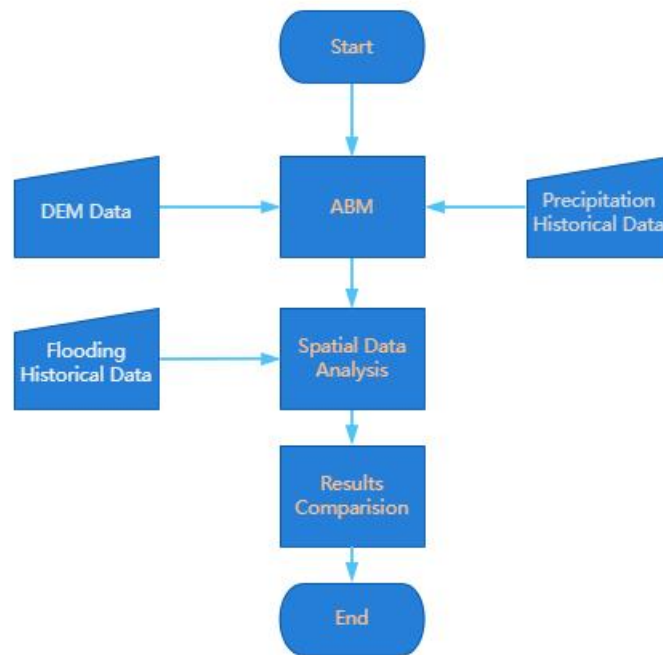 Start
DEM Data
ABM
Precipitation
Historical Data
Flooding
Historical Data
Spatial Data
Analysis
Results
Comparision
End